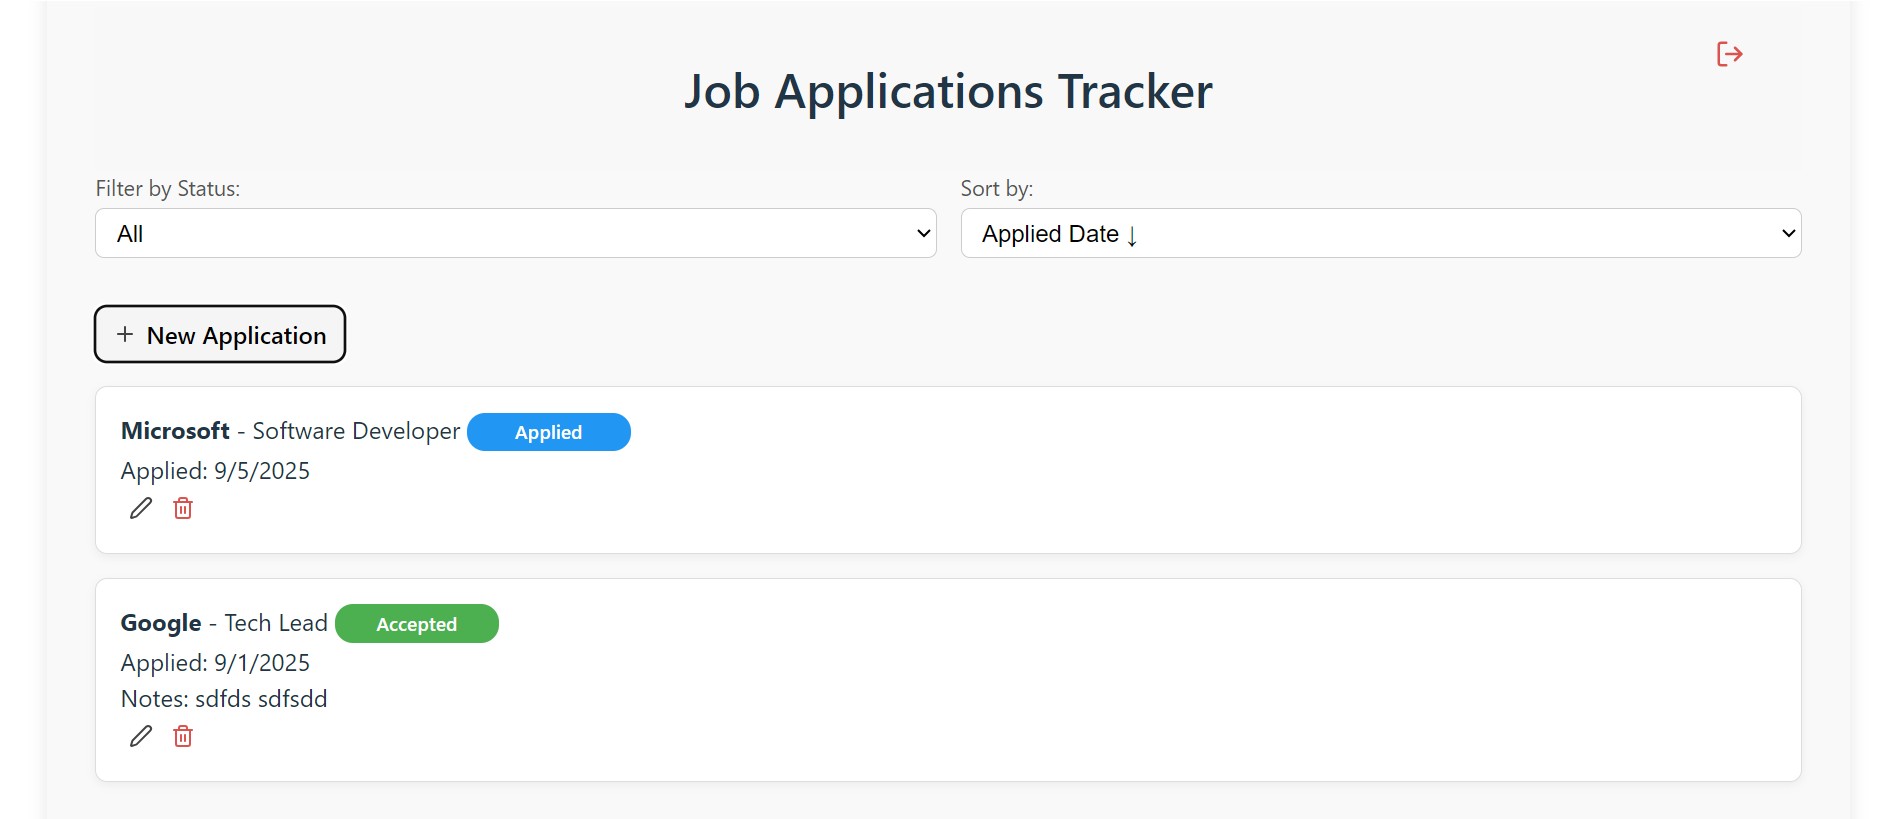 Job Applications Tracker
Filter by Status:
Sort by:
All
Applied Date ↓
+ New Application
Microsoft - Software Developer Applied
Applied: 9/5/2025
Google - Tech Lead Accepted
Applied: 9/1/2025
Notes: sdfds sdfsdd